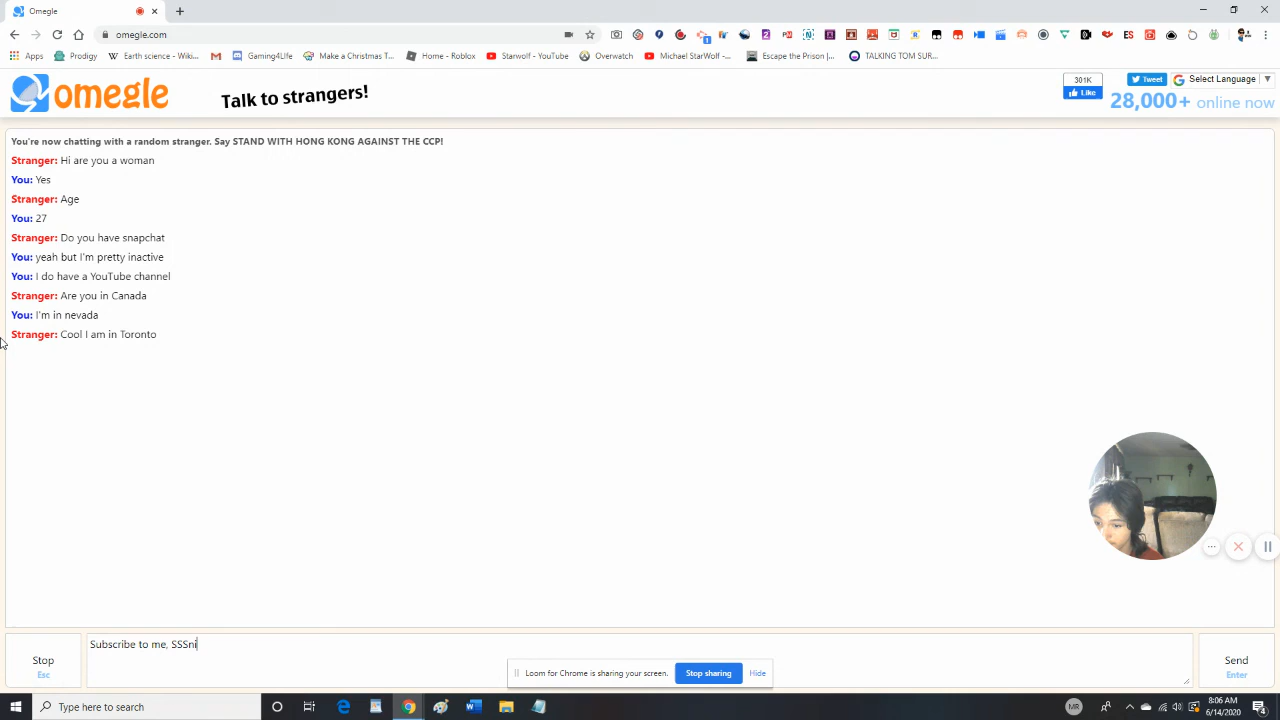 Omegle
omegle.com
Apps
Prodigy
Earth science - Wiki...
Gaming4Life
Make a Christmas T...
Home - Roblox
Starwolf - YouTube
Overwatch
Michael StarWolf -...
Escape the Prison |...
TALKING TOM SUR...
omegle
Talk to strangers!
301K
Like
Tweet
Select Language
28,000+ online now
You're now chatting with a random stranger. Say STAND WITH HONG KONG AGAINST THE CCP!
Stranger: Hi are you a woman
You: Yes
Stranger: Age
You: 27
Stranger: Do you have snapchat
You: yeah but I'm pretty inactive
You: I do have a YouTube channel
Stranger: Are you in Canada
You: I'm in nevada
Stranger: Cool I am in Toronto
Stop
Esc
Subscribe to me, SSSni
Send
Enter
Loom for Chrome is sharing your screen.
Stop sharing
Hide
Type here to search
MR
8:06 AM
6/14/2020